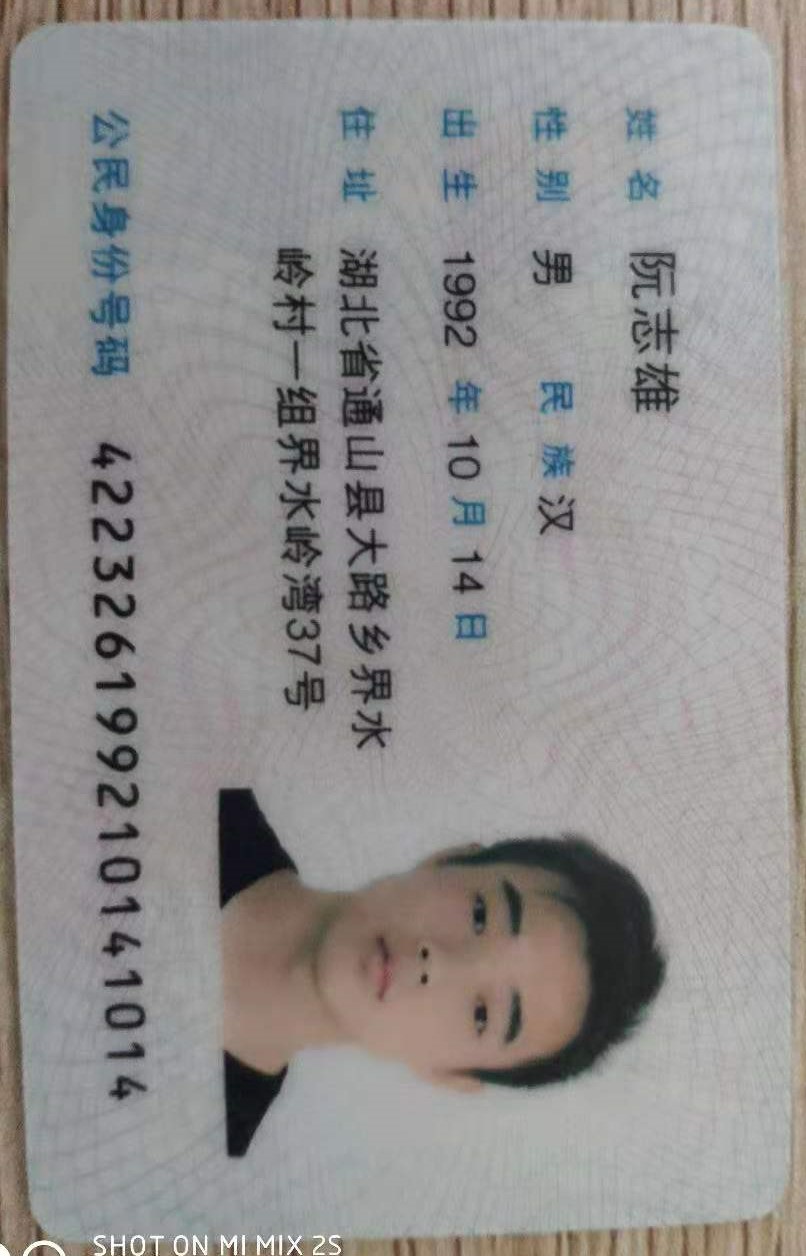 姓名 阮志雄
性别 男 民族 汉
出生 1992 年 10 月 14 日
住址 湖北省通山县大路乡界水
岭村一组界水岭湾37号
公民身份号码 422326199210141014
SHOT ON MI MIX 2S